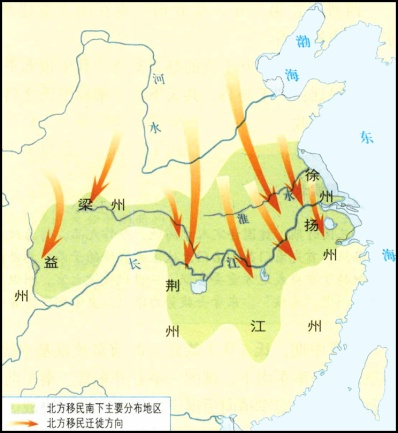 渤
海
河
水
东
海
徐
州
梁州
淮水
扬
州
益
州
长江
荆
州
江州
北方移民南下主要分布地区
北方移民迁徙方向